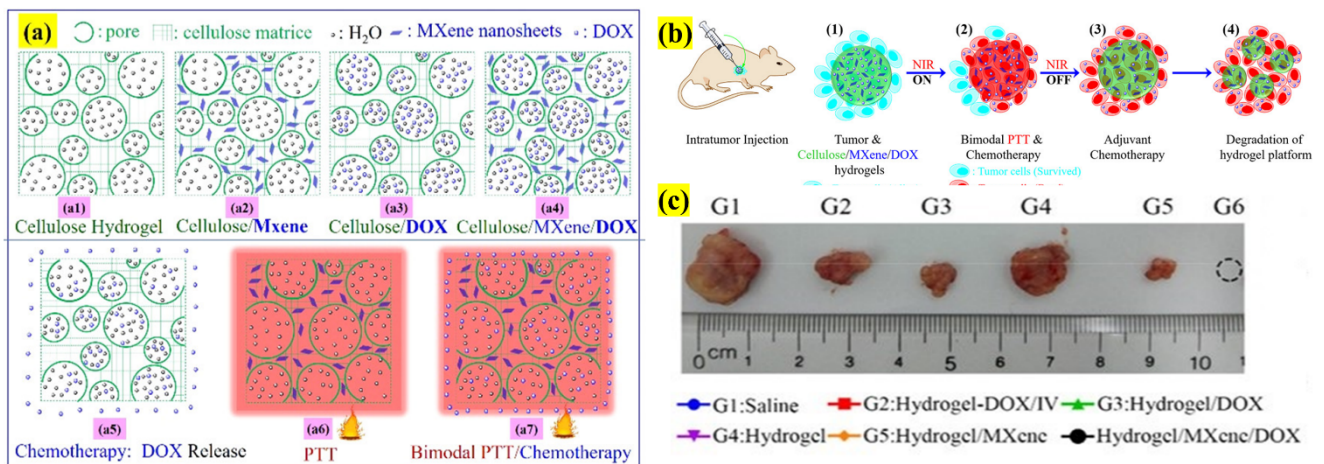 (a)
pore
cellulose matrice
: H₂O
: MXene nanosheets
: DOX
(a1)
(a2)
(a3)
(a4)
Cellulose Hydrogel
Cellulose/Mxene
Cellulose/DOX
Cellulose/MXene/DOX
(a5)
(a6)
(a7)
Chemotherapy: DOX Release
PTT
Bimodal PTT/Chemotherapy
(b)
(1)
(2)
(3)
(4)
NIR
ON
NIR
OFF
Intratumor Injection
Tumor &
Cellulose/MXene/DOX
hydrogels
Bimodal PTT &
Chemotherapy
Adjuvant
Chemotherapy
Degradation of
hydrogel platform
: Tumor cells (Survived)
(c)
G1 G2 G3 G4 G5 G6
0 cm 1 2 3 4 5 6 7 8 9 10
G1:Saline
G2:Hydrogel-DOX/IV
G3:Hydrogel/DOX
G4:Hydrogel
G5:Hydrogel/MXene
Hydrogel/MXene/DOX